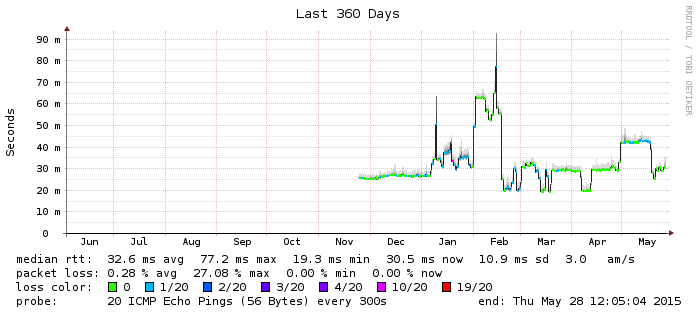 Last 360 Days
RRDTOOL / TOBI OETIKER
Seconds
90 m
80 m
70 m
60 m
50 m
40 m
30 m
20 m
10 m
0
Jun Jul Aug Sep Oct Nov Dec Jan Feb Mar Apr May
median rtt: 32.6 ms avg 77.2 ms max 19.3 ms min 30.5 ms now 10.9 ms sd 3.0 am/s
packet loss: 0.28 % avg 27.08 % max 0.00 % min 0.00 % now
loss color: 0 1/20 2/20 3/20 4/20 10/20 19/20
probe: 20 ICMP Echo Pings (56 Bytes) every 300s end: Thu May 28 12:05:04 2015